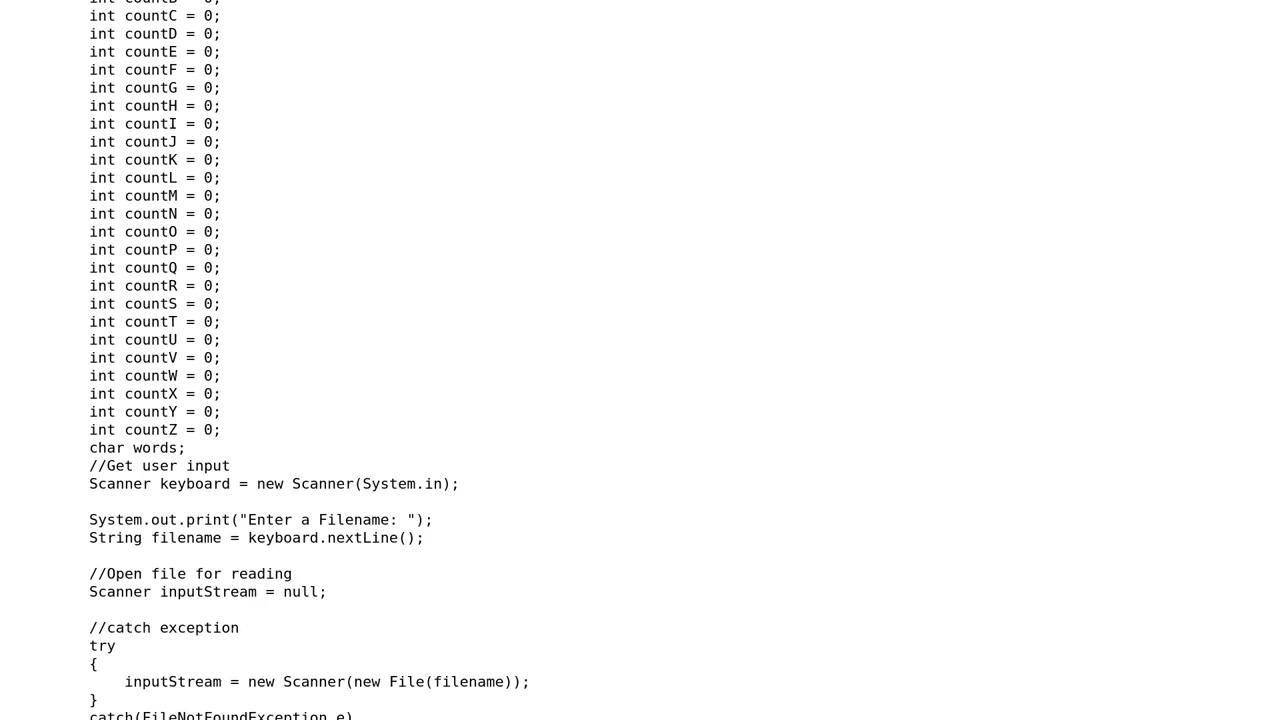 int countB = 0;
int countC = 0;
int countD = 0;
int countE = 0;
int countF = 0;
int countG = 0;
int countH = 0;
int countI = 0;
int countJ = 0;
int countK = 0;
int countL = 0;
int countM = 0;
int countN = 0;
int countO = 0;
int countP = 0;
int countQ = 0;
int countR = 0;
int countS = 0;
int countT = 0;
int countU = 0;
int countV = 0;
int countW = 0;
int countX = 0;
int countY = 0;
int countZ = 0;
char words;
//Get user input
Scanner keyboard = new Scanner(System.in);
System.out.print("Enter a Filename: ");
String filename = keyboard.nextLine();
//Open file for reading
Scanner inputStream = null;
//catch exception
try
{
inputStream = new Scanner(new File(filename));
}
catch(FileNotFoundException e)